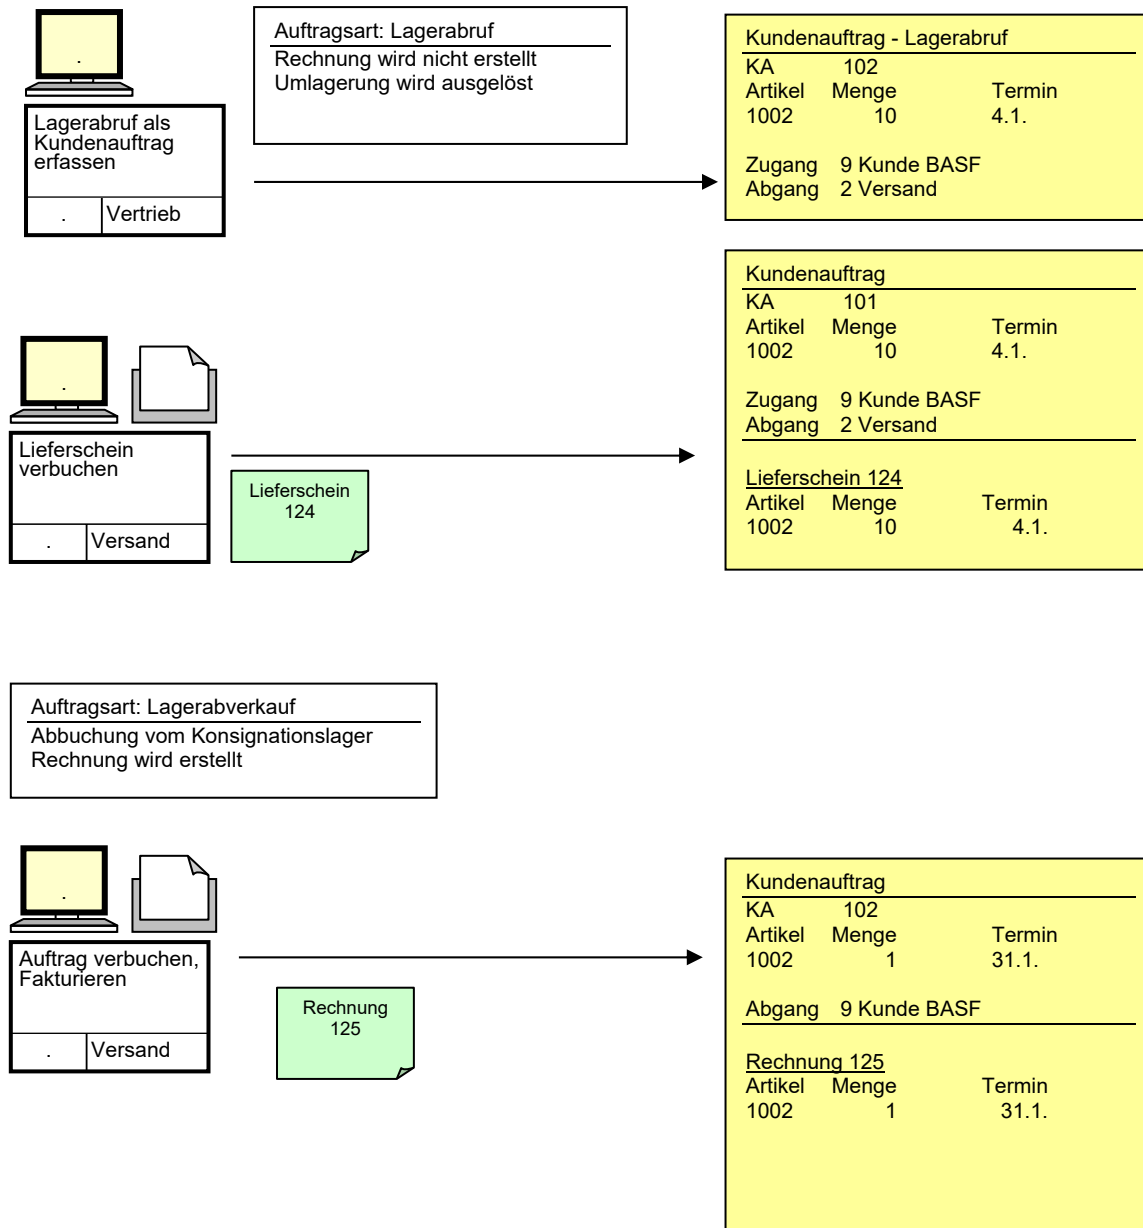 .
Lagerabruf als
Kundenauftrag
erfassen
. Vertrieb
Auftragsart: Lagerabruf
Rechnung wird nicht erstellt
Umlagerung wird ausgelöst
Kundenauftrag - Lagerabruf
KA 102
Artikel Menge Termin
1002 10 4.1.
Zugang 9 Kunde BASF
Abgang 2 Versand
.
Lieferschein
verbuchen
. Versand
Lieferschein
124
Kundenauftrag
KA 101
Artikel Menge Termin
1002 10 4.1.
Zugang 9 Kunde BASF
Abgang 2 Versand
Lieferschein 124
Artikel Menge Termin
1002 10 4.1.
Auftragsart: Lagerabverkauf
Abbuchung vom Konsignationslager
Rechnung wird erstellt
.
Auftrag verbuchen,
Fakturieren
. Versand
Rechnung
125
Kundenauftrag
KA 102
Artikel Menge Termin
1002 1 31.1.
Abgang 9 Kunde BASF
Rechnung 125
Artikel Menge Termin
1002 1 31.1.